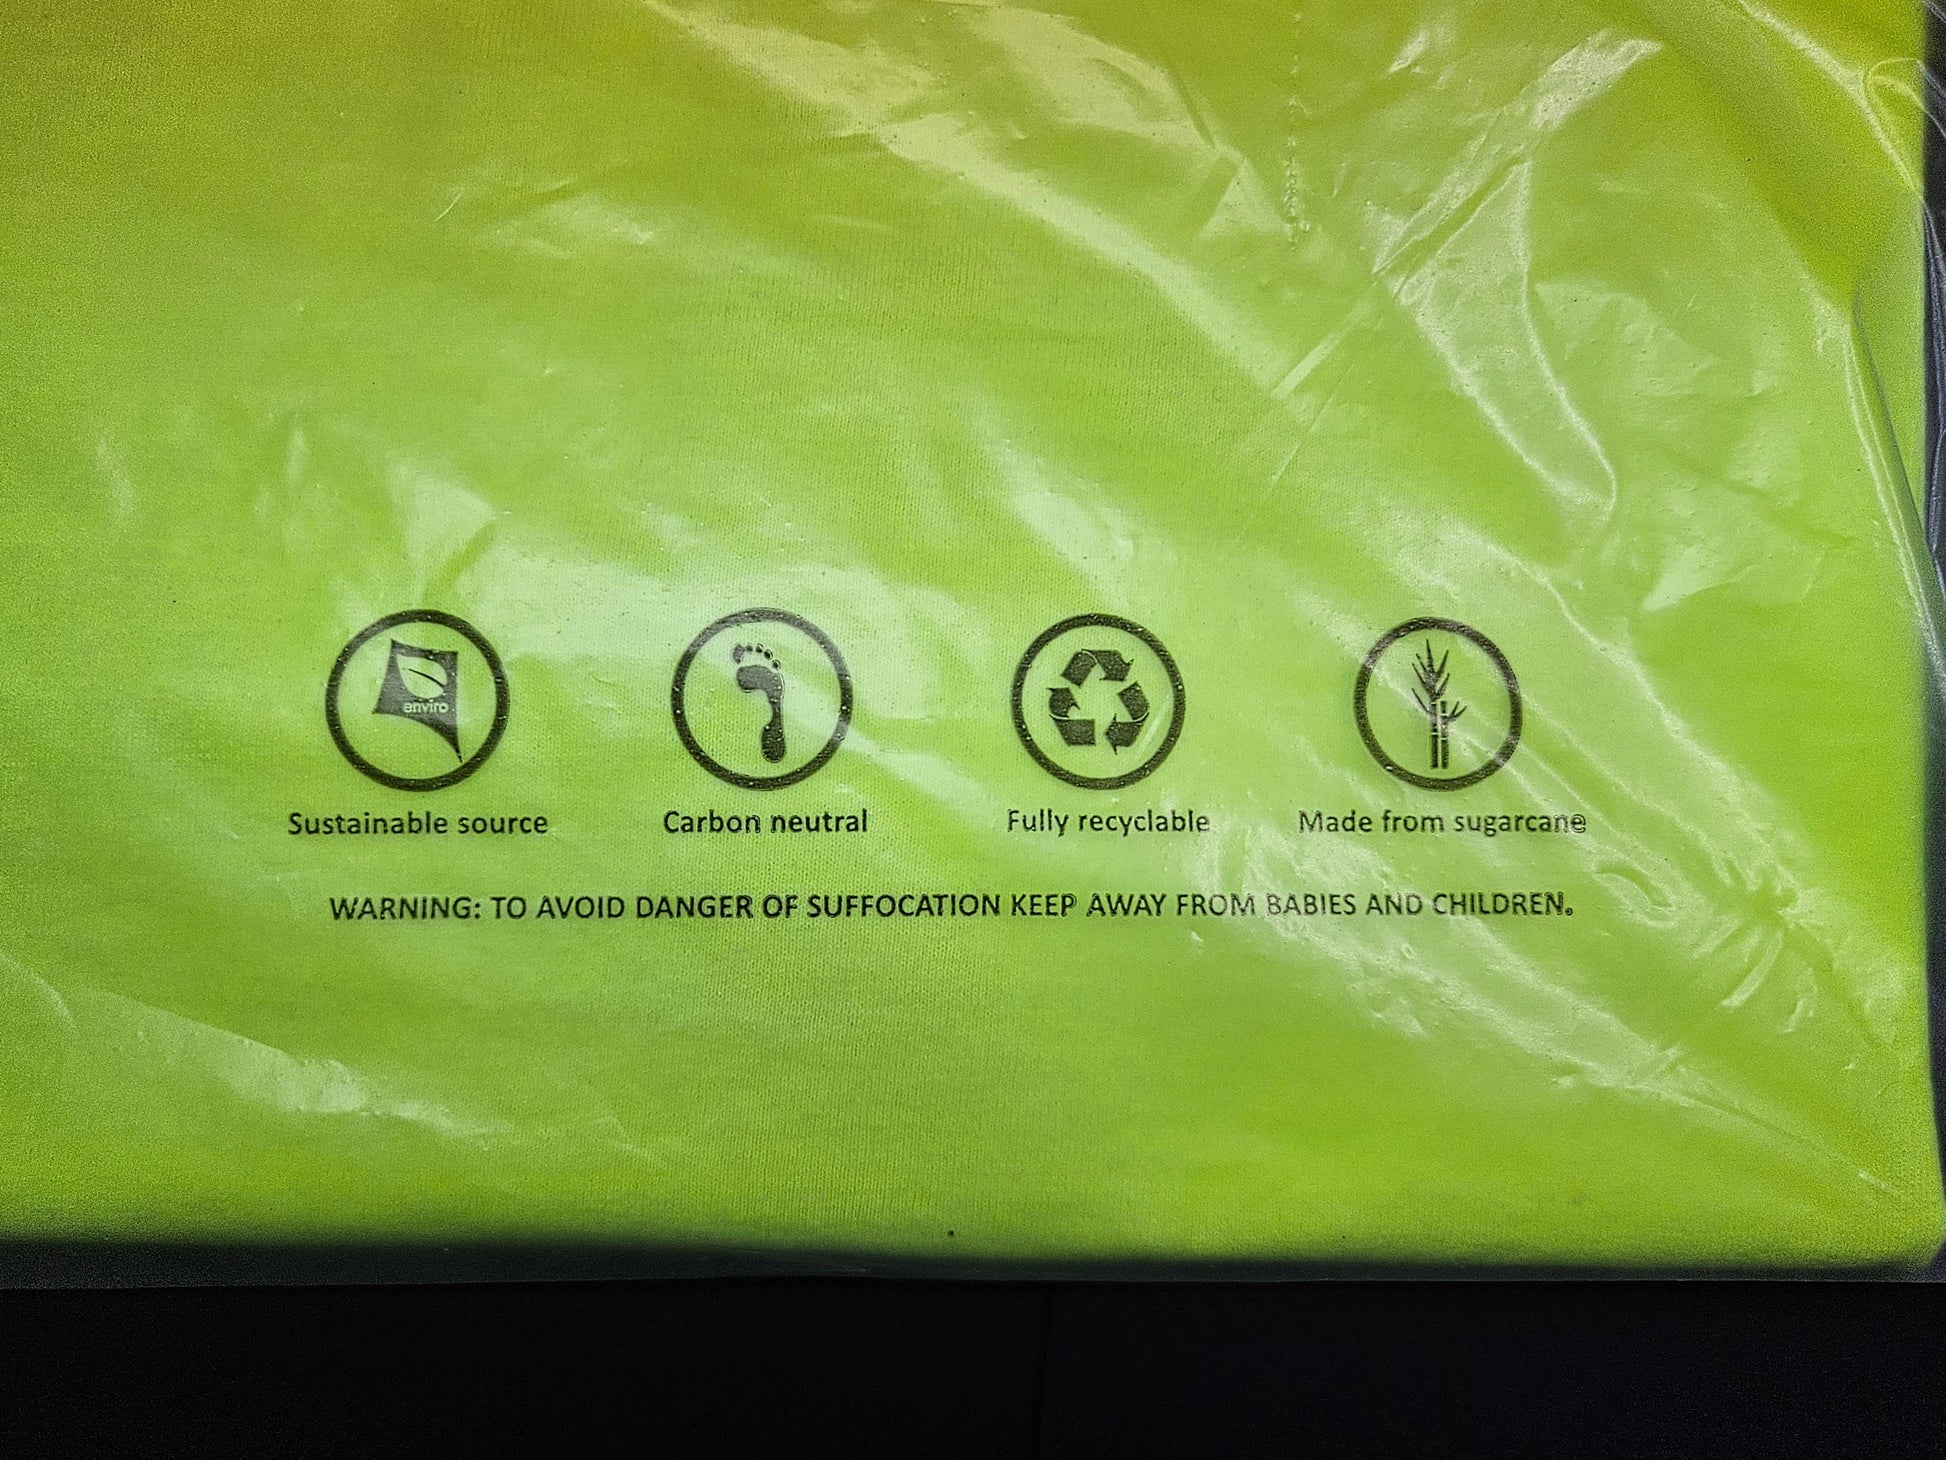 enviro
Sustainable source
Carbon neutral
Fully recyclable
Made from sugarcane
WARNING: TO AVOID DANGER OF SUFFOCATION KEEP AWAY FROM BABIES AND CHILDREN.